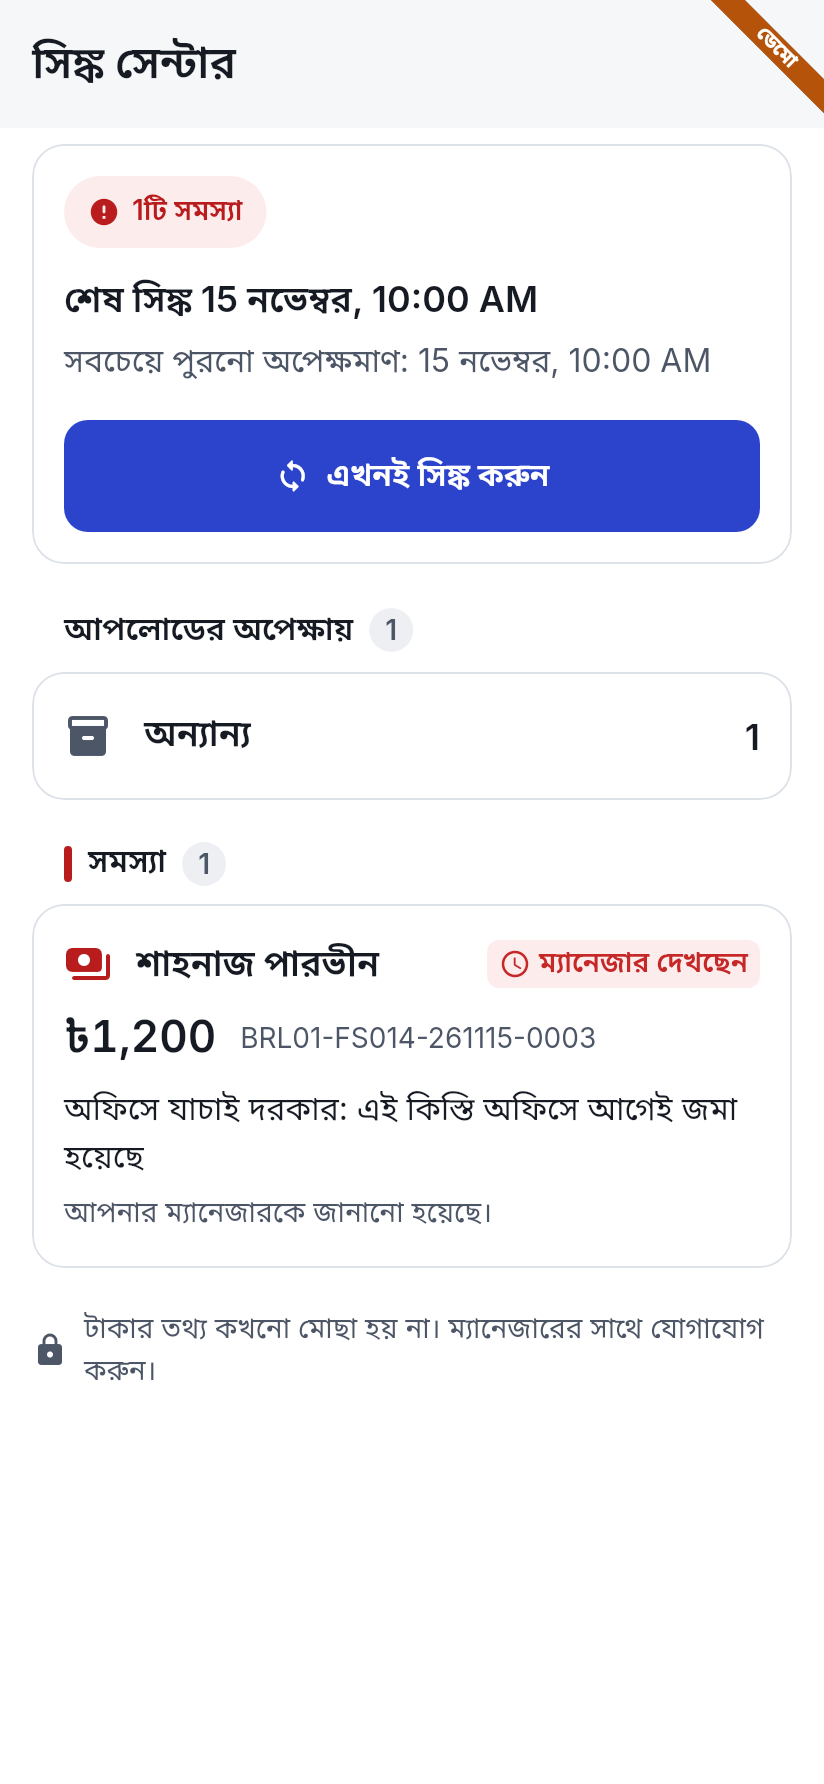 সিঙ্ক সেন্টার
ডেমো
1টি সমস্যা
শেষ সিঙ্ক 15 নভেম্বর, 10:00 AM
সবচেয়ে পুরনো অপেক্ষমাণ: 15 নভেম্বর, 10:00 AM
এখনই সিঙ্ক করুন
আপলোডের অপেক্ষায় 1
অন্যান্য 1
সমস্যা 1
শাহনাজ পারভীন ম্যানেজার দেখছেন
৳1,200 BRL01-FS014-261115-0003
অফিসে যাচাই দরকার: এই কিস্তি অফিসে আগেই জমা
হয়েছে
আপনার ম্যানেজারকে জানানো হয়েছে।
টাকার তথ্য কখনো মোছা হয় না। ম্যানেজারের সাথে যোগাযোগ
করুন।